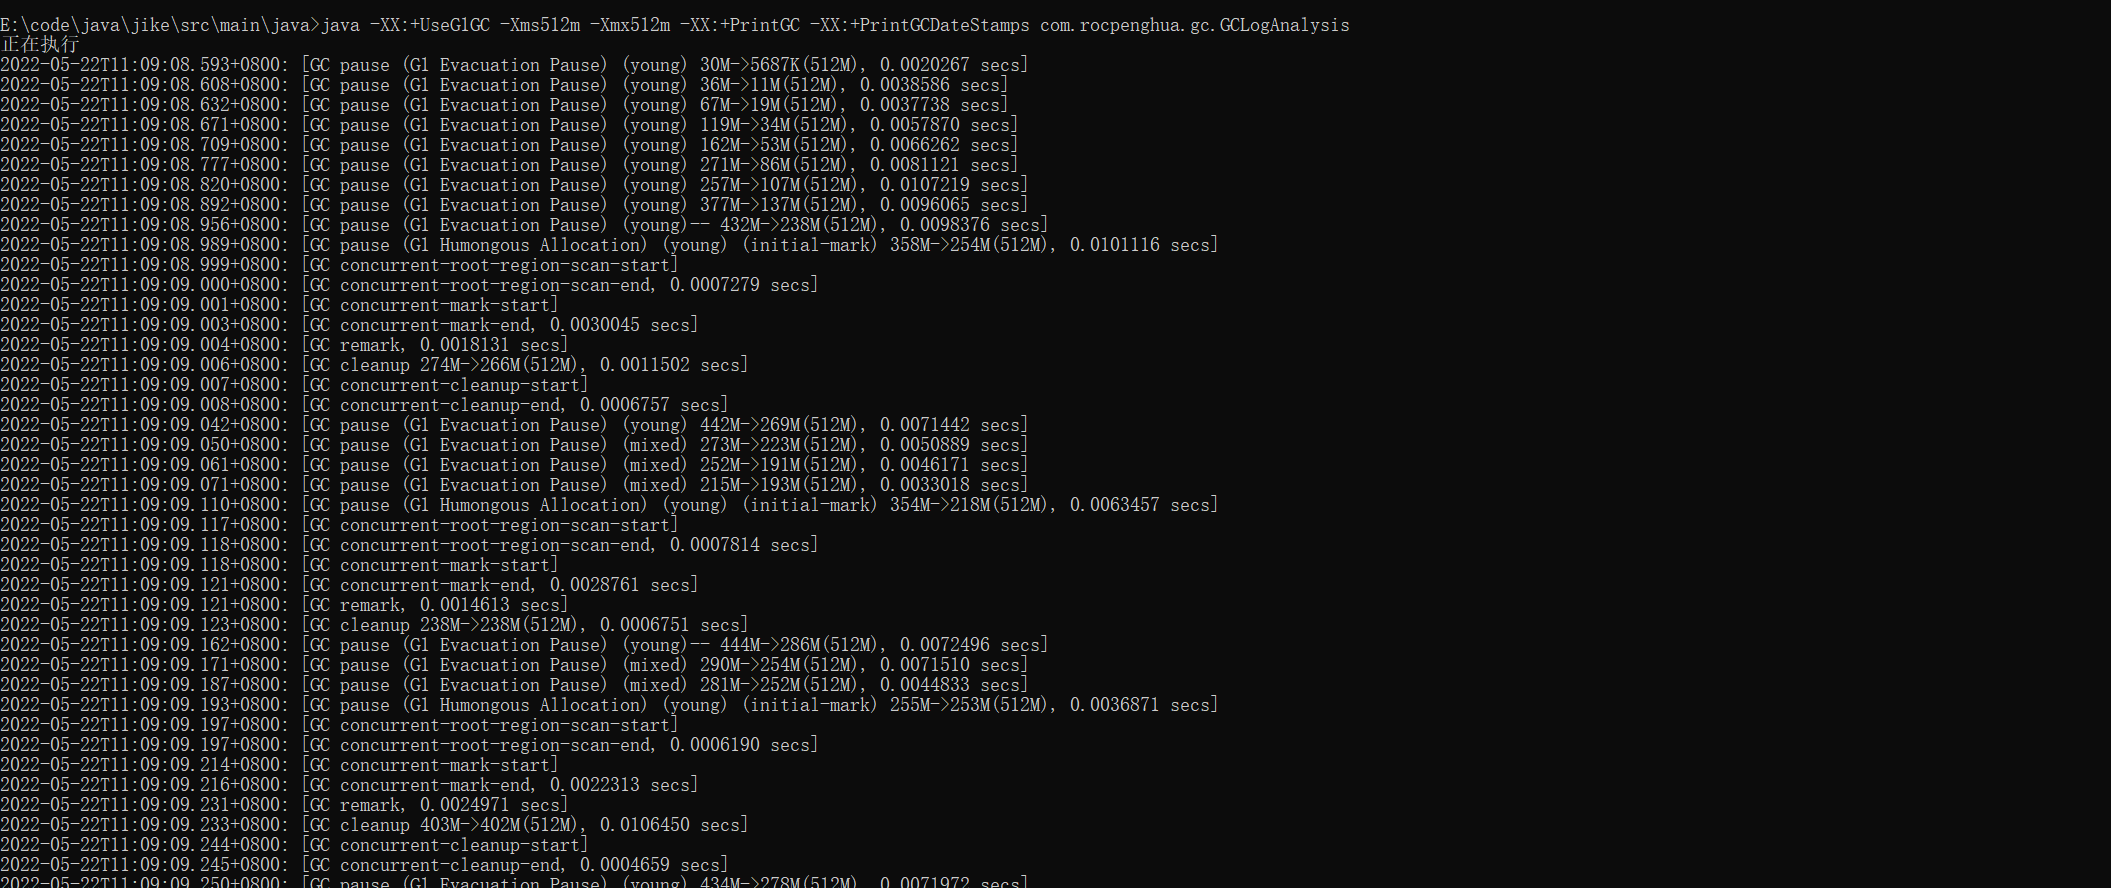 E:\code\java\jike\src\main\java>java -XX:+UseG1GC -Xms512m -Xmx512m -XX:+PrintGC -XX:+PrintGCDateStamps com.rocpenghua.gc.GCLogAnalysis
正在执行
2022-05-22T11:09:08.593+0800: [GC pause (G1 Evacuation Pause) (young) 30M->5687K(512M), 0.0020267 secs]
2022-05-22T11:09:08.608+0800: [GC pause (G1 Evacuation Pause) (young) 36M->11M(512M), 0.0038586 secs]
2022-05-22T11:09:08.632+0800: [GC pause (G1 Evacuation Pause) (young) 67M->19M(512M), 0.0037738 secs]
2022-05-22T11:09:08.671+0800: [GC pause (G1 Evacuation Pause) (young) 119M->34M(512M), 0.0057870 secs]
2022-05-22T11:09:08.709+0800: [GC pause (G1 Evacuation Pause) (young) 162M->53M(512M), 0.0066262 secs]
2022-05-22T11:09:08.777+0800: [GC pause (G1 Evacuation Pause) (young) 271M->86M(512M), 0.0081121 secs]
2022-05-22T11:09:08.820+0800: [GC pause (G1 Evacuation Pause) (young) 257M->107M(512M), 0.0107219 secs]
2022-05-22T11:09:08.892+0800: [GC pause (G1 Evacuation Pause) (young) 377M->137M(512M), 0.0096065 secs]
2022-05-22T11:09:08.956+0800: [GC pause (G1 Evacuation Pause) (young)-- 432M->238M(512M), 0.0098376 secs]
2022-05-22T11:09:08.989+0800: [GC pause (G1 Humongous Allocation) (young) (initial-mark) 358M->254M(512M), 0.0101116 secs]
2022-05-22T11:09:08.999+0800: [GC concurrent-root-region-scan-start]
2022-05-22T11:09:09.000+0800: [GC concurrent-root-region-scan-end, 0.0007279 secs]
2022-05-22T11:09:09.001+0800: [GC concurrent-mark-start]
2022-05-22T11:09:09.003+0800: [GC concurrent-mark-end, 0.0030045 secs]
2022-05-22T11:09:09.004+0800: [GC remark, 0.0018131 secs]
2022-05-22T11:09:09.006+0800: [GC cleanup 274M->266M(512M), 0.0011502 secs]
2022-05-22T11:09:09.007+0800: [GC concurrent-cleanup-start]
2022-05-22T11:09:09.008+0800: [GC concurrent-cleanup-end, 0.0006757 secs]
2022-05-22T11:09:09.042+0800: [GC pause (G1 Evacuation Pause) (young) 442M->269M(512M), 0.0071442 secs]
2022-05-22T11:09:09.050+0800: [GC pause (G1 Evacuation Pause) (mixed) 273M->223M(512M), 0.0050889 secs]
2022-05-22T11:09:09.061+0800: [GC pause (G1 Evacuation Pause) (mixed) 252M->191M(512M), 0.0046171 secs]
2022-05-22T11:09:09.071+0800: [GC pause (G1 Evacuation Pause) (mixed) 215M->193M(512M), 0.0033018 secs]
2022-05-22T11:09:09.110+0800: [GC pause (G1 Humongous Allocation) (young) (initial-mark) 354M->218M(512M), 0.0063457 secs]
2022-05-22T11:09:09.117+0800: [GC concurrent-root-region-scan-start]
2022-05-22T11:09:09.118+0800: [GC concurrent-root-region-scan-end, 0.0007814 secs]
2022-05-22T11:09:09.118+0800: [GC concurrent-mark-start]
2022-05-22T11:09:09.121+0800: [GC concurrent-mark-end, 0.0028761 secs]
2022-05-22T11:09:09.121+0800: [GC remark, 0.0014613 secs]
2022-05-22T11:09:09.123+0800: [GC cleanup 238M->238M(512M), 0.0006751 secs]
2022-05-22T11:09:09.162+0800: [GC pause (G1 Evacuation Pause) (young)-- 444M->286M(512M), 0.0072496 secs]
2022-05-22T11:09:09.171+0800: [GC pause (G1 Evacuation Pause) (mixed) 290M->254M(512M), 0.0071510 secs]
2022-05-22T11:09:09.187+0800: [GC pause (G1 Evacuation Pause) (mixed) 281M->252M(512M), 0.0044833 secs]
2022-05-22T11:09:09.193+0800: [GC pause (G1 Humongous Allocation) (young) (initial-mark) 255M->253M(512M), 0.0036871 secs]
2022-05-22T11:09:09.197+0800: [GC concurrent-root-region-scan-start]
2022-05-22T11:09:09.197+0800: [GC concurrent-root-region-scan-end, 0.0006190 secs]
2022-05-22T11:09:09.214+0800: [GC concurrent-mark-start]
2022-05-22T11:09:09.216+0800: [GC concurrent-mark-end, 0.0022313 secs]
2022-05-22T11:09:09.231+0800: [GC remark, 0.0024971 secs]
2022-05-22T11:09:09.233+0800: [GC cleanup 403M->402M(512M), 0.0106450 secs]
2022-05-22T11:09:09.244+0800: [GC concurrent-cleanup-start]
2022-05-22T11:09:09.245+0800: [GC concurrent-cleanup-end, 0.0004659 secs]
2022-05-22T11:09:09.250+0800: [GC pause (G1 Evacuation Pause) (young) 434M->278M(512M), 0.0071972 secs]